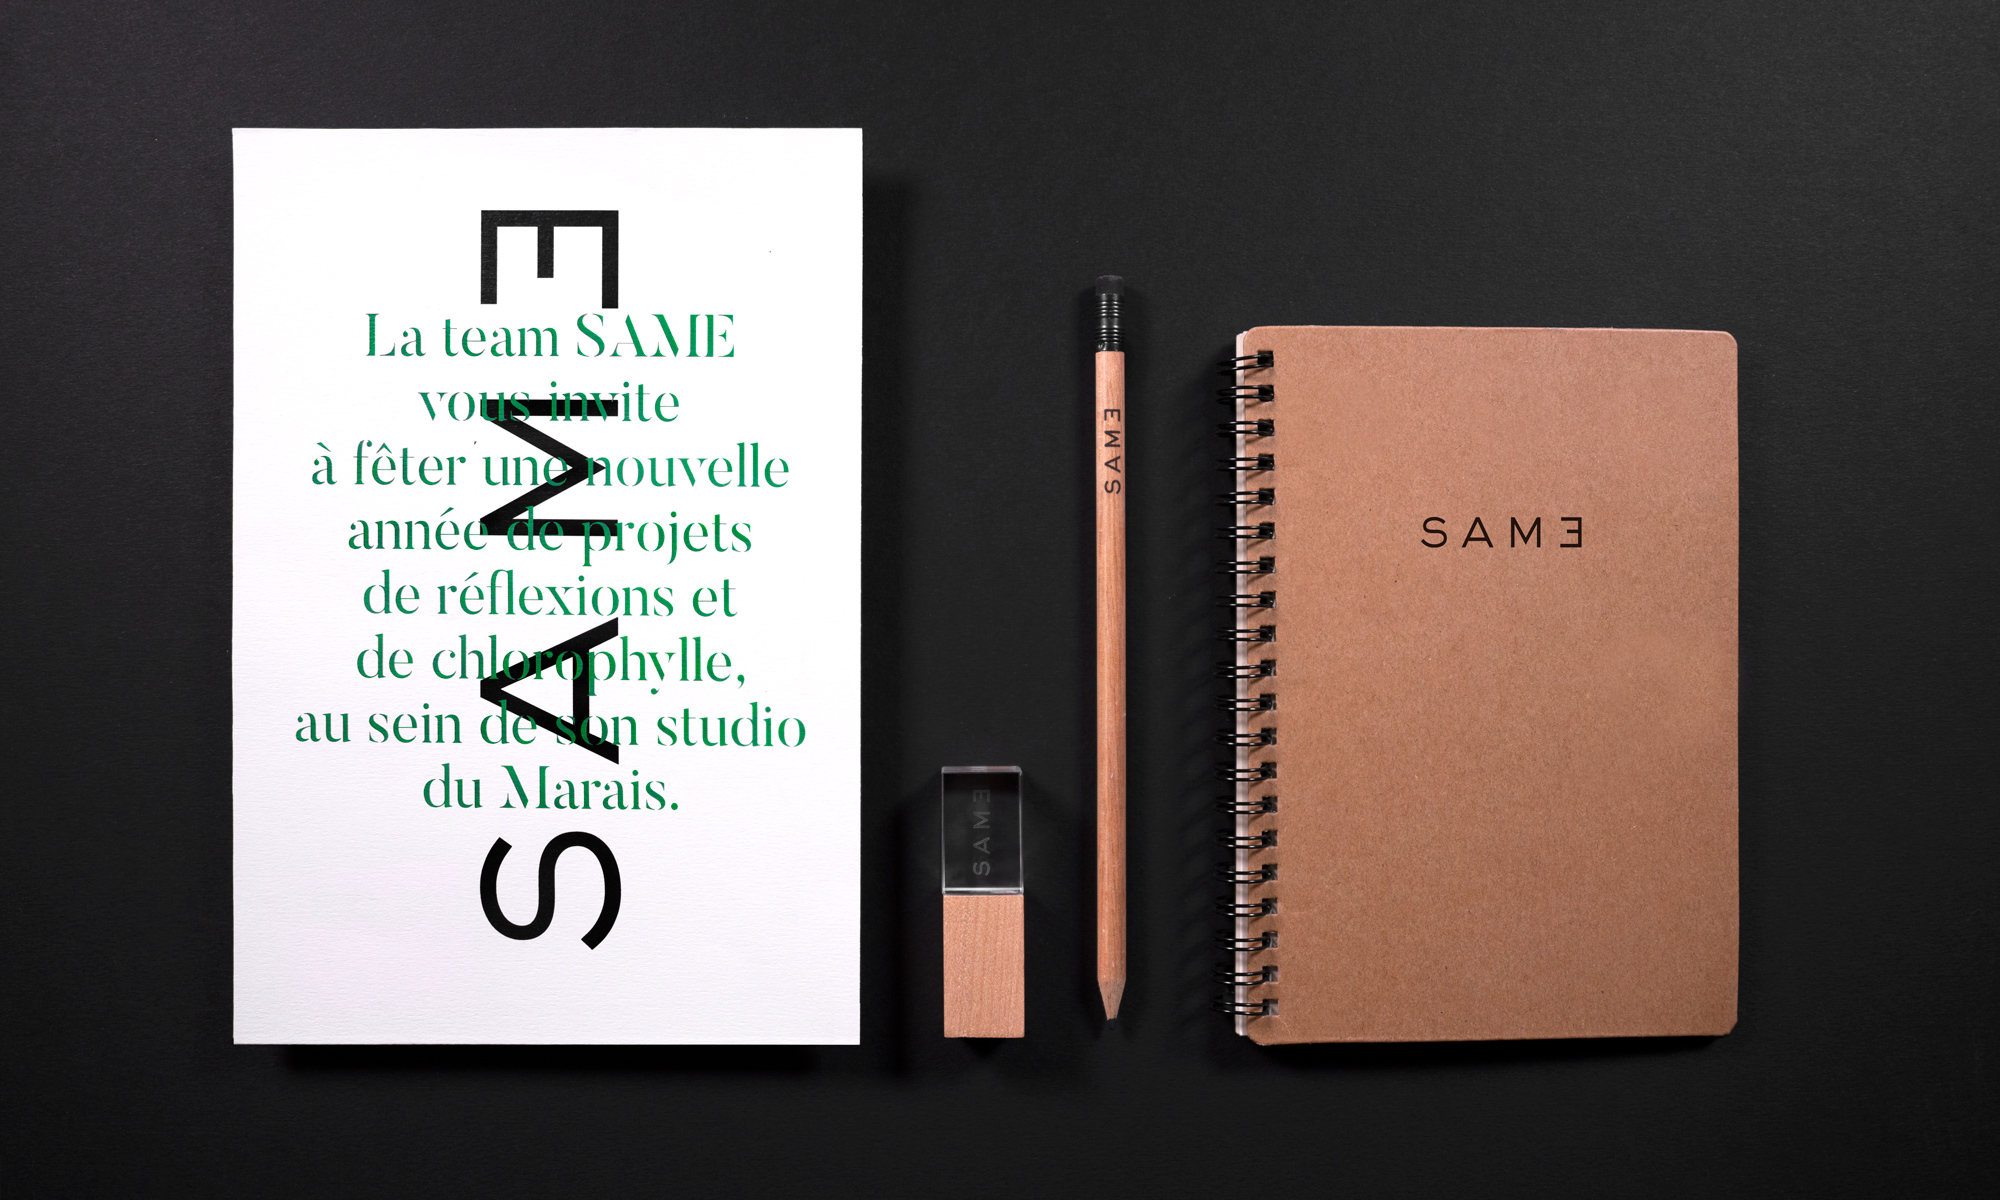 SAMƎ
La team SAME
vous invite
à fêter une nouvelle
année de projets
de réflexions et
de chlorophylle,
au sein de son studio
du Marais.
SAMƎ
SAMƎ
SAMƎ